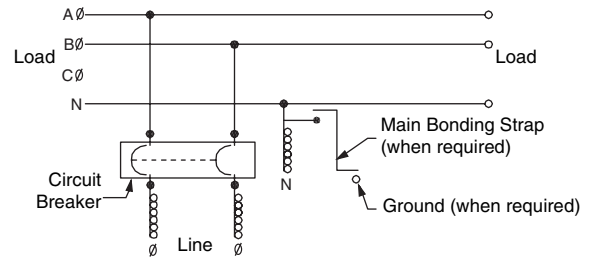 AØ
BØ
Load
Load
CØ
N
Main Bonding Strap
(when required)
N
Circuit
Breaker
Ground (when required)
Line
Ø
Ø